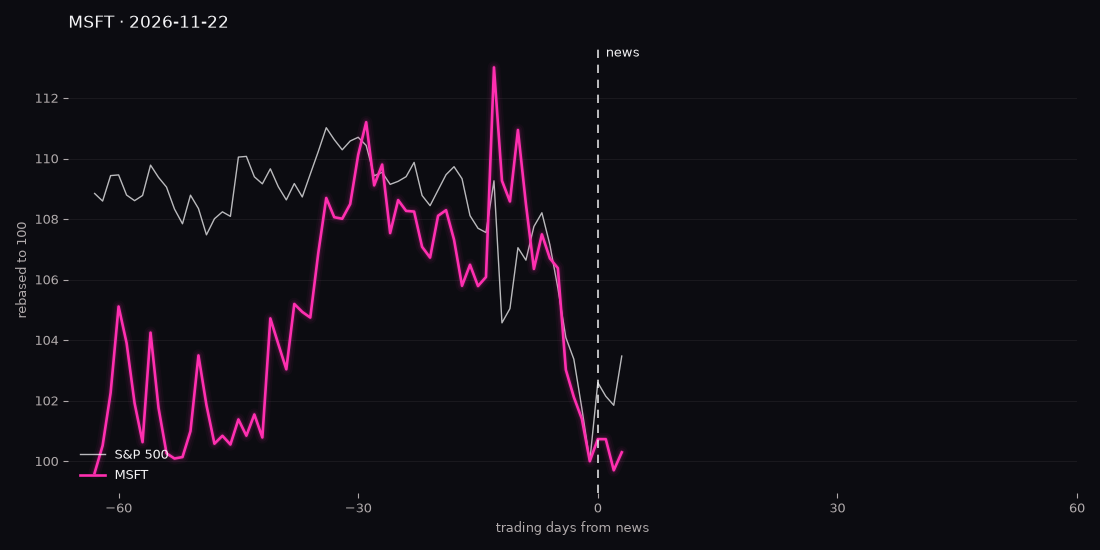 MSFT · 2026-11-22
news
112
110
108
106
104
102
100
rebased to 100
S&P 500
MSFT
−60
−30
0
30
60
trading days from news